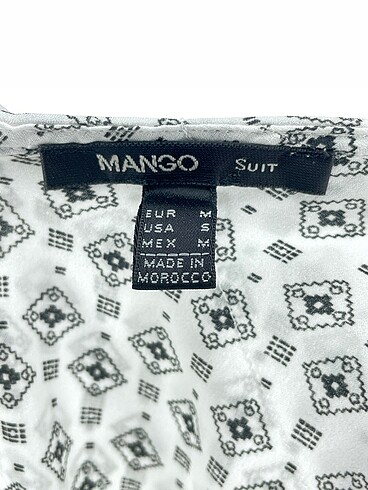 MANGO SUIT
EUR M
USA S
MEX M
MADE IN
MOROCCO